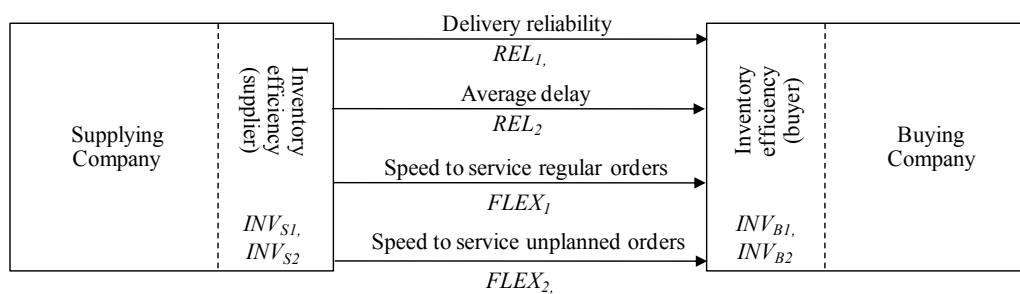 Supplying
Company
Inventory
efficiency
(supplier)
INVS1,
INVS2
Delivery reliability
REL1,
Average delay
REL2
Speed to service regular orders
FLEX1
Speed to service unplanned orders
FLEX2,
Inventory
efficiency
(buyer)
INVB1,
INVB2
Buying
Company